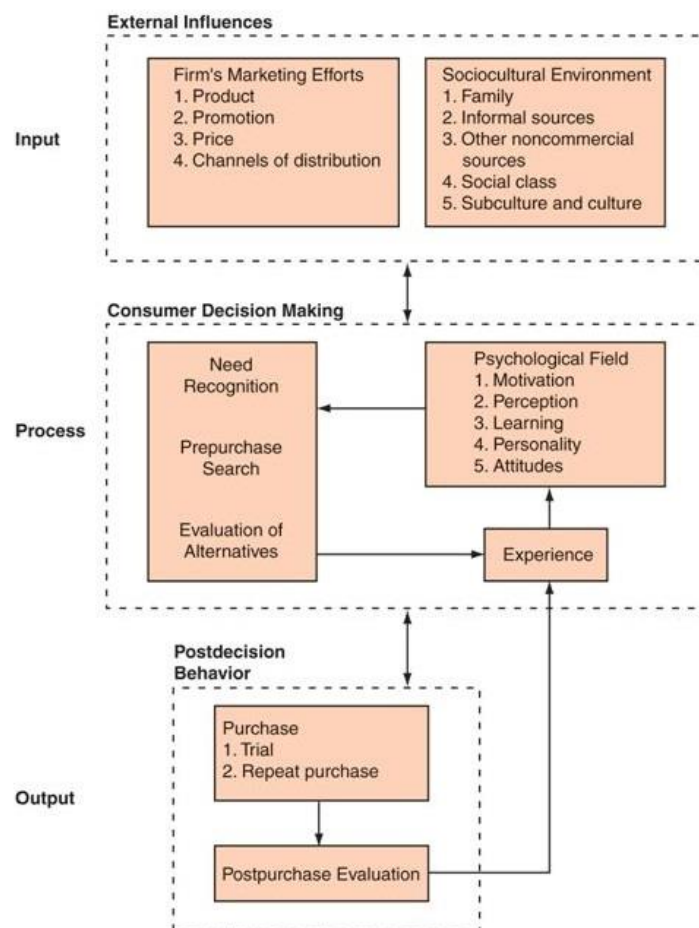 External Influences
Input
Firm's Marketing Efforts
1. Product
2. Promotion
3. Price
4. Channels of distribution
Sociocultural Environment
1. Family
2. Informal sources
3. Other noncommercial
sources
4. Social class
5. Subculture and culture
Consumer Decision Making
Process
Need
Recognition
Prepurchase
Search
Evaluation of
Alternatives
Psychological Field
1. Motivation
2. Perception
3. Learning
4. Personality
5. Attitudes
Experience
Postdecision
Behavior
Output
Purchase
1. Trial
2. Repeat purchase
Postpurchase Evaluation